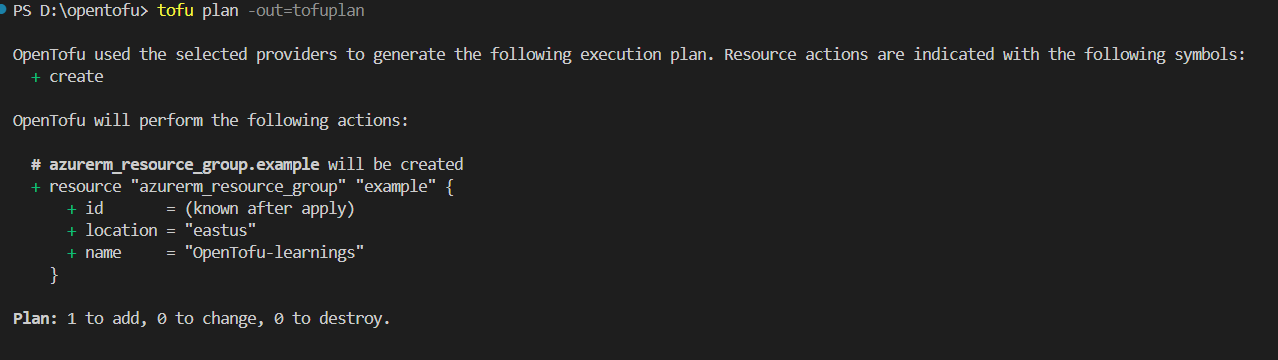 PS D:\opentofu> tofu plan -out=tofuplan
OpenTofu used the selected providers to generate the following execution plan. Resource actions are indicated with the following symbols:
+ create
OpenTofu will perform the following actions:
# azurerm_resource_group.example will be created
+ resource "azurerm_resource_group" "example" {
+ id       = (known after apply)
+ location = "eastus"
+ name     = "OpenTofu-learnings"
}
Plan: 1 to add, 0 to change, 0 to destroy.